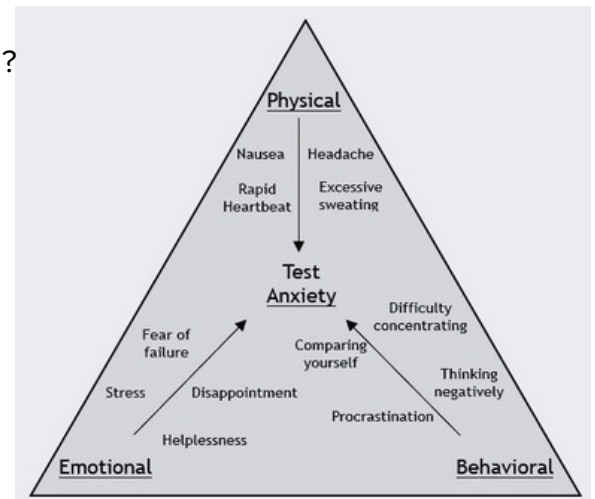 ?
Physical
Nausea
Headache
Rapid
Heartbeat
Excessive
sweating
Test
Anxiety
Fear of
failure
Stress
Disappointment
Helplessness
Emotional
Difficulty
concentrating
Comparing
yourself
Thinking
negatively
Procrastination
Behavioral